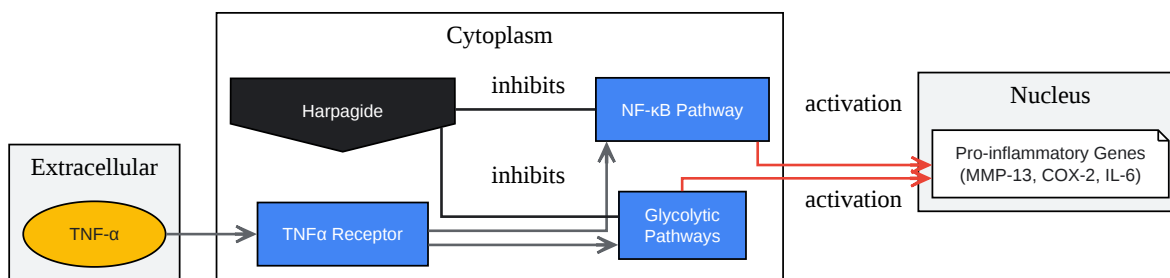 Cytoplasm
Harpagide
inhibits
NF-κB Pathway
activation
Nucleus
Pro-inflammatory Genes
(MMP-13, COX-2, IL-6)
Extracellular
TNF-α
TNFα Receptor
inhibits
Glycolytic
Pathways
activation